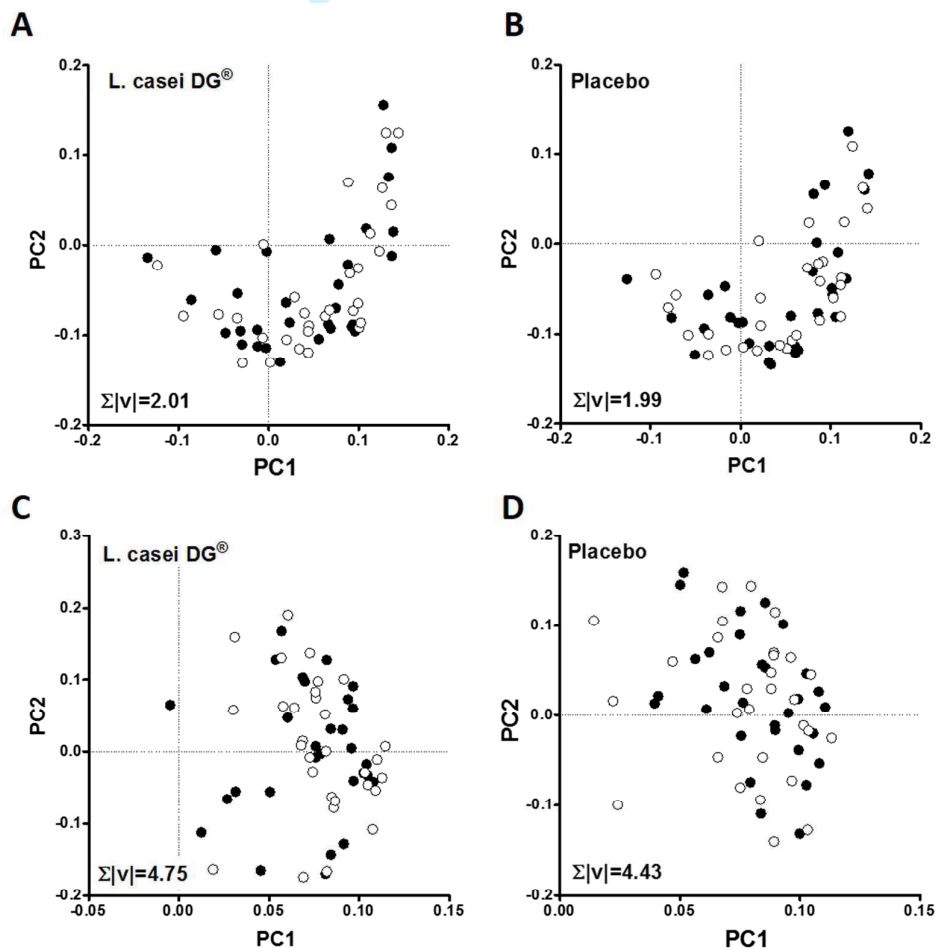 A
L. casei DG®
0.2
0.1
0.0
-0.1
-0.2
PC2
-0.2
-0.1
0.0
0.1
0.2
PC1
Σ|v|=2.01
B
Placebo
0.2
0.1
0.0
-0.1
-0.2
PC2
-0.2
-0.1
0.0
0.1
0.2
PC1
Σ|v|=1.99
C
L. casei DG®
0.3
0.2
0.1
0.0
-0.1
-0.2
PC2
-0.05
0.00
0.05
0.10
0.15
PC1
Σ|v|=4.75
D
Placebo
0.2
0.1
0.0
-0.1
-0.2
PC2
0.00
0.05
0.10
0.15
PC1
Σ|v|=4.43